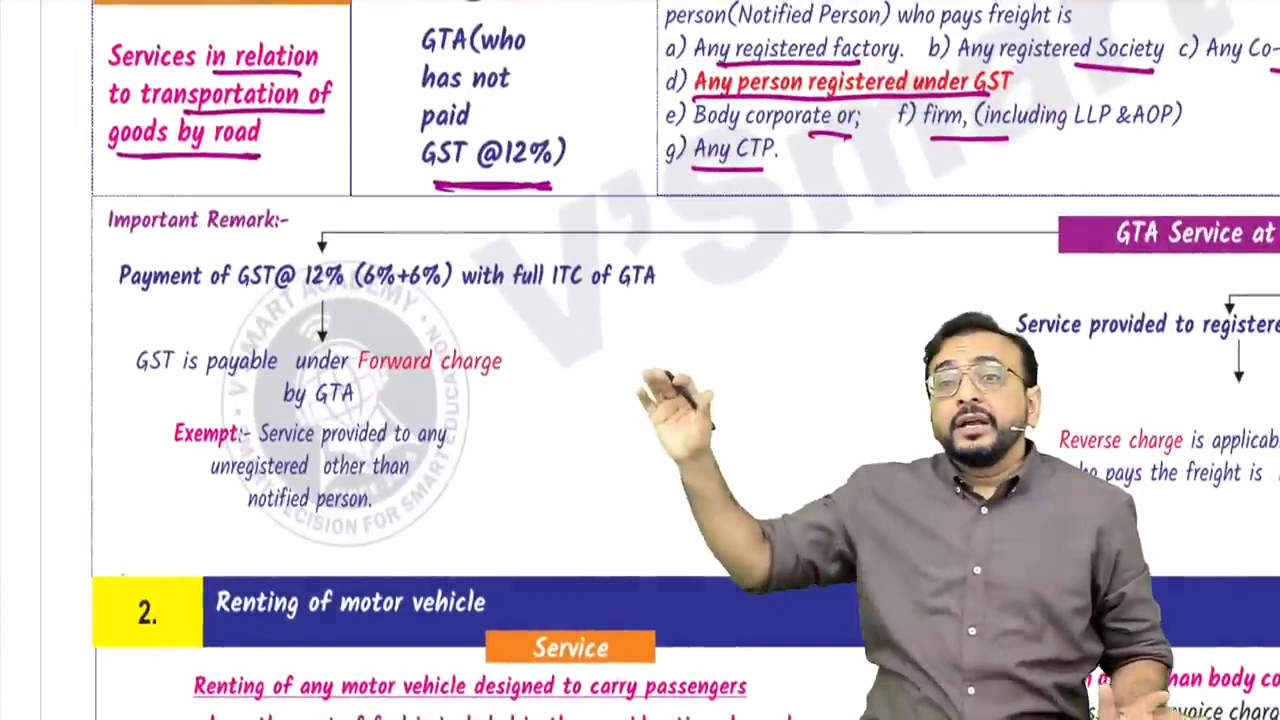 person(Notified Person) who pays freight is
a) Any registered factory. b) Any registered Society c) Any Co-
d) Any person registered under GST
e) Body corporate or; f) firm, (including LLP &AOP)
g) Any CTP.
GTA(who
has not
paid
GST @12%)
Services in relation
to transportation of
goods by road
Important Remark:-
GTA Service at
Payment of GST@ 12% (6%+6%) with full ITC of GTA
GST is payable under Forward charge
by GTA
Exempt:- Service provided to any
unregistered other than
notified person.
Service provided to
Reverse charge is
pays the freight is
2.
Renting of motor vehicle
Service
Renting of any motor vehicle designed to carry passengers
V'Smart
V'SMART ACADEMY